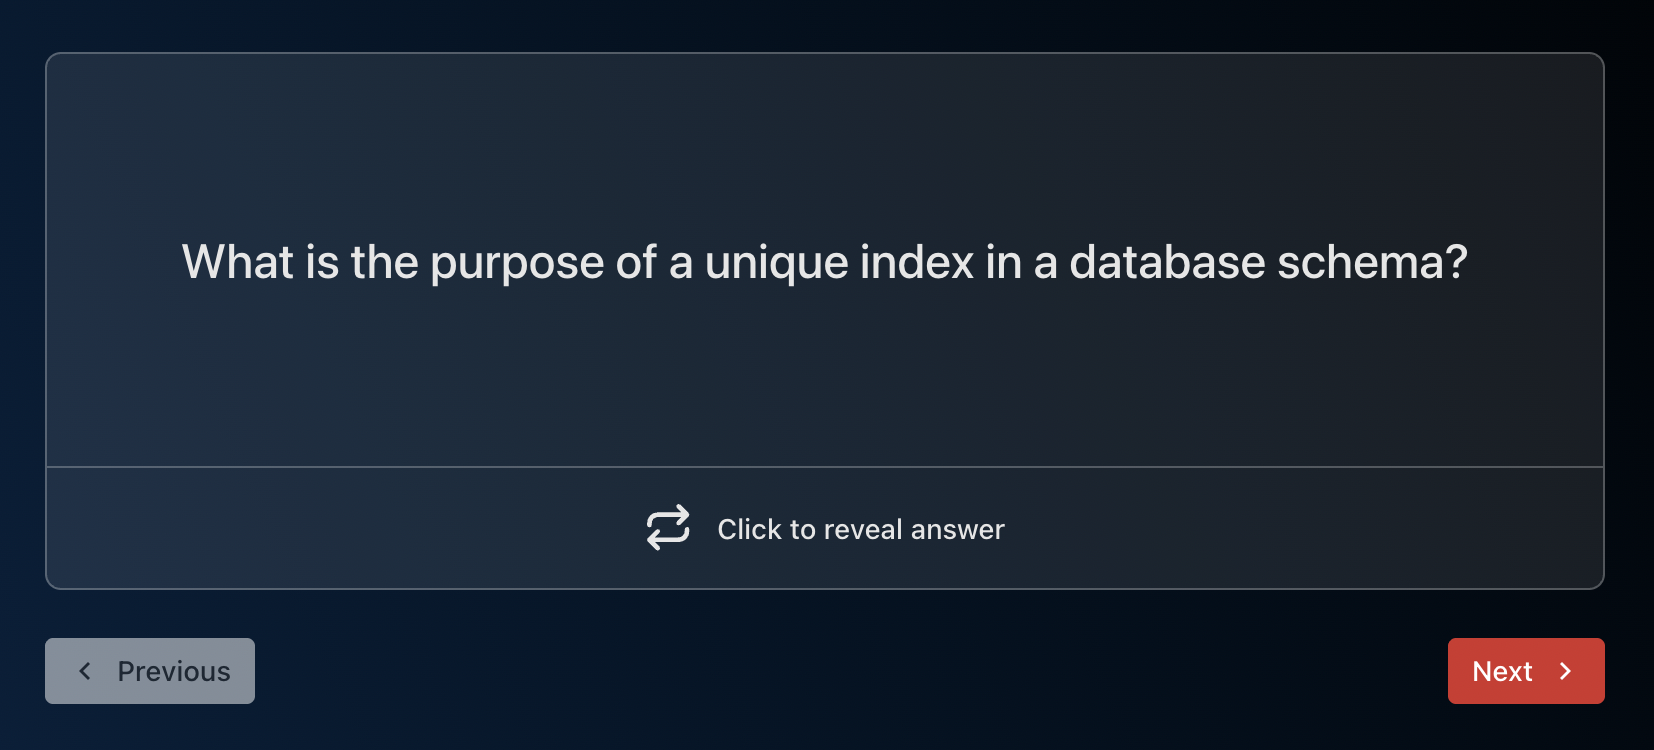 What is the purpose of a unique index in a database schema?
Click to reveal answer
Previous
Next